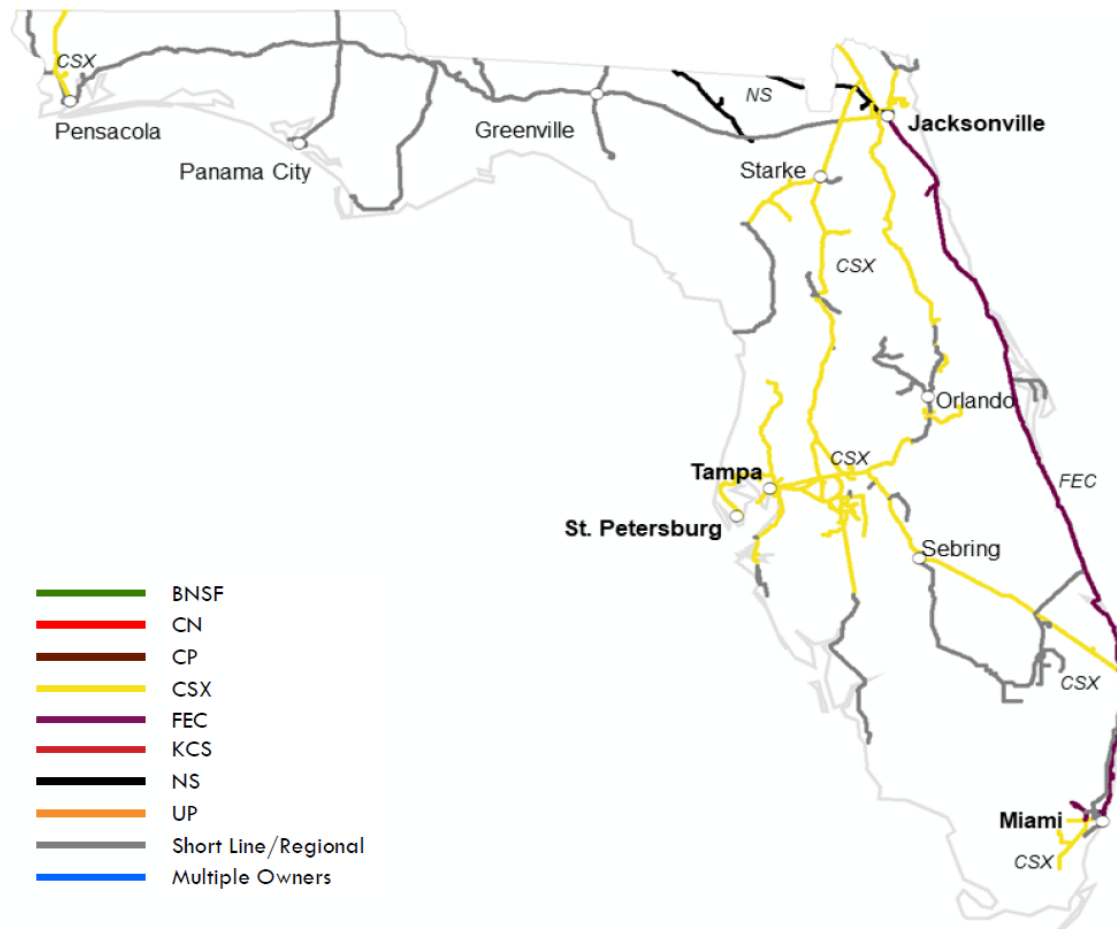 CSX
Pensacola
Panama City
Greenville
NS
Jacksonville
Starke
CSX
Orlando
CSX
Tampa
FEC
St. Petersburg
Sebring
CSX
Miami
CSX
BNSF
CN
CP
CSX
FEC
KCS
NS
UP
Short Line/Regional
Multiple Owners